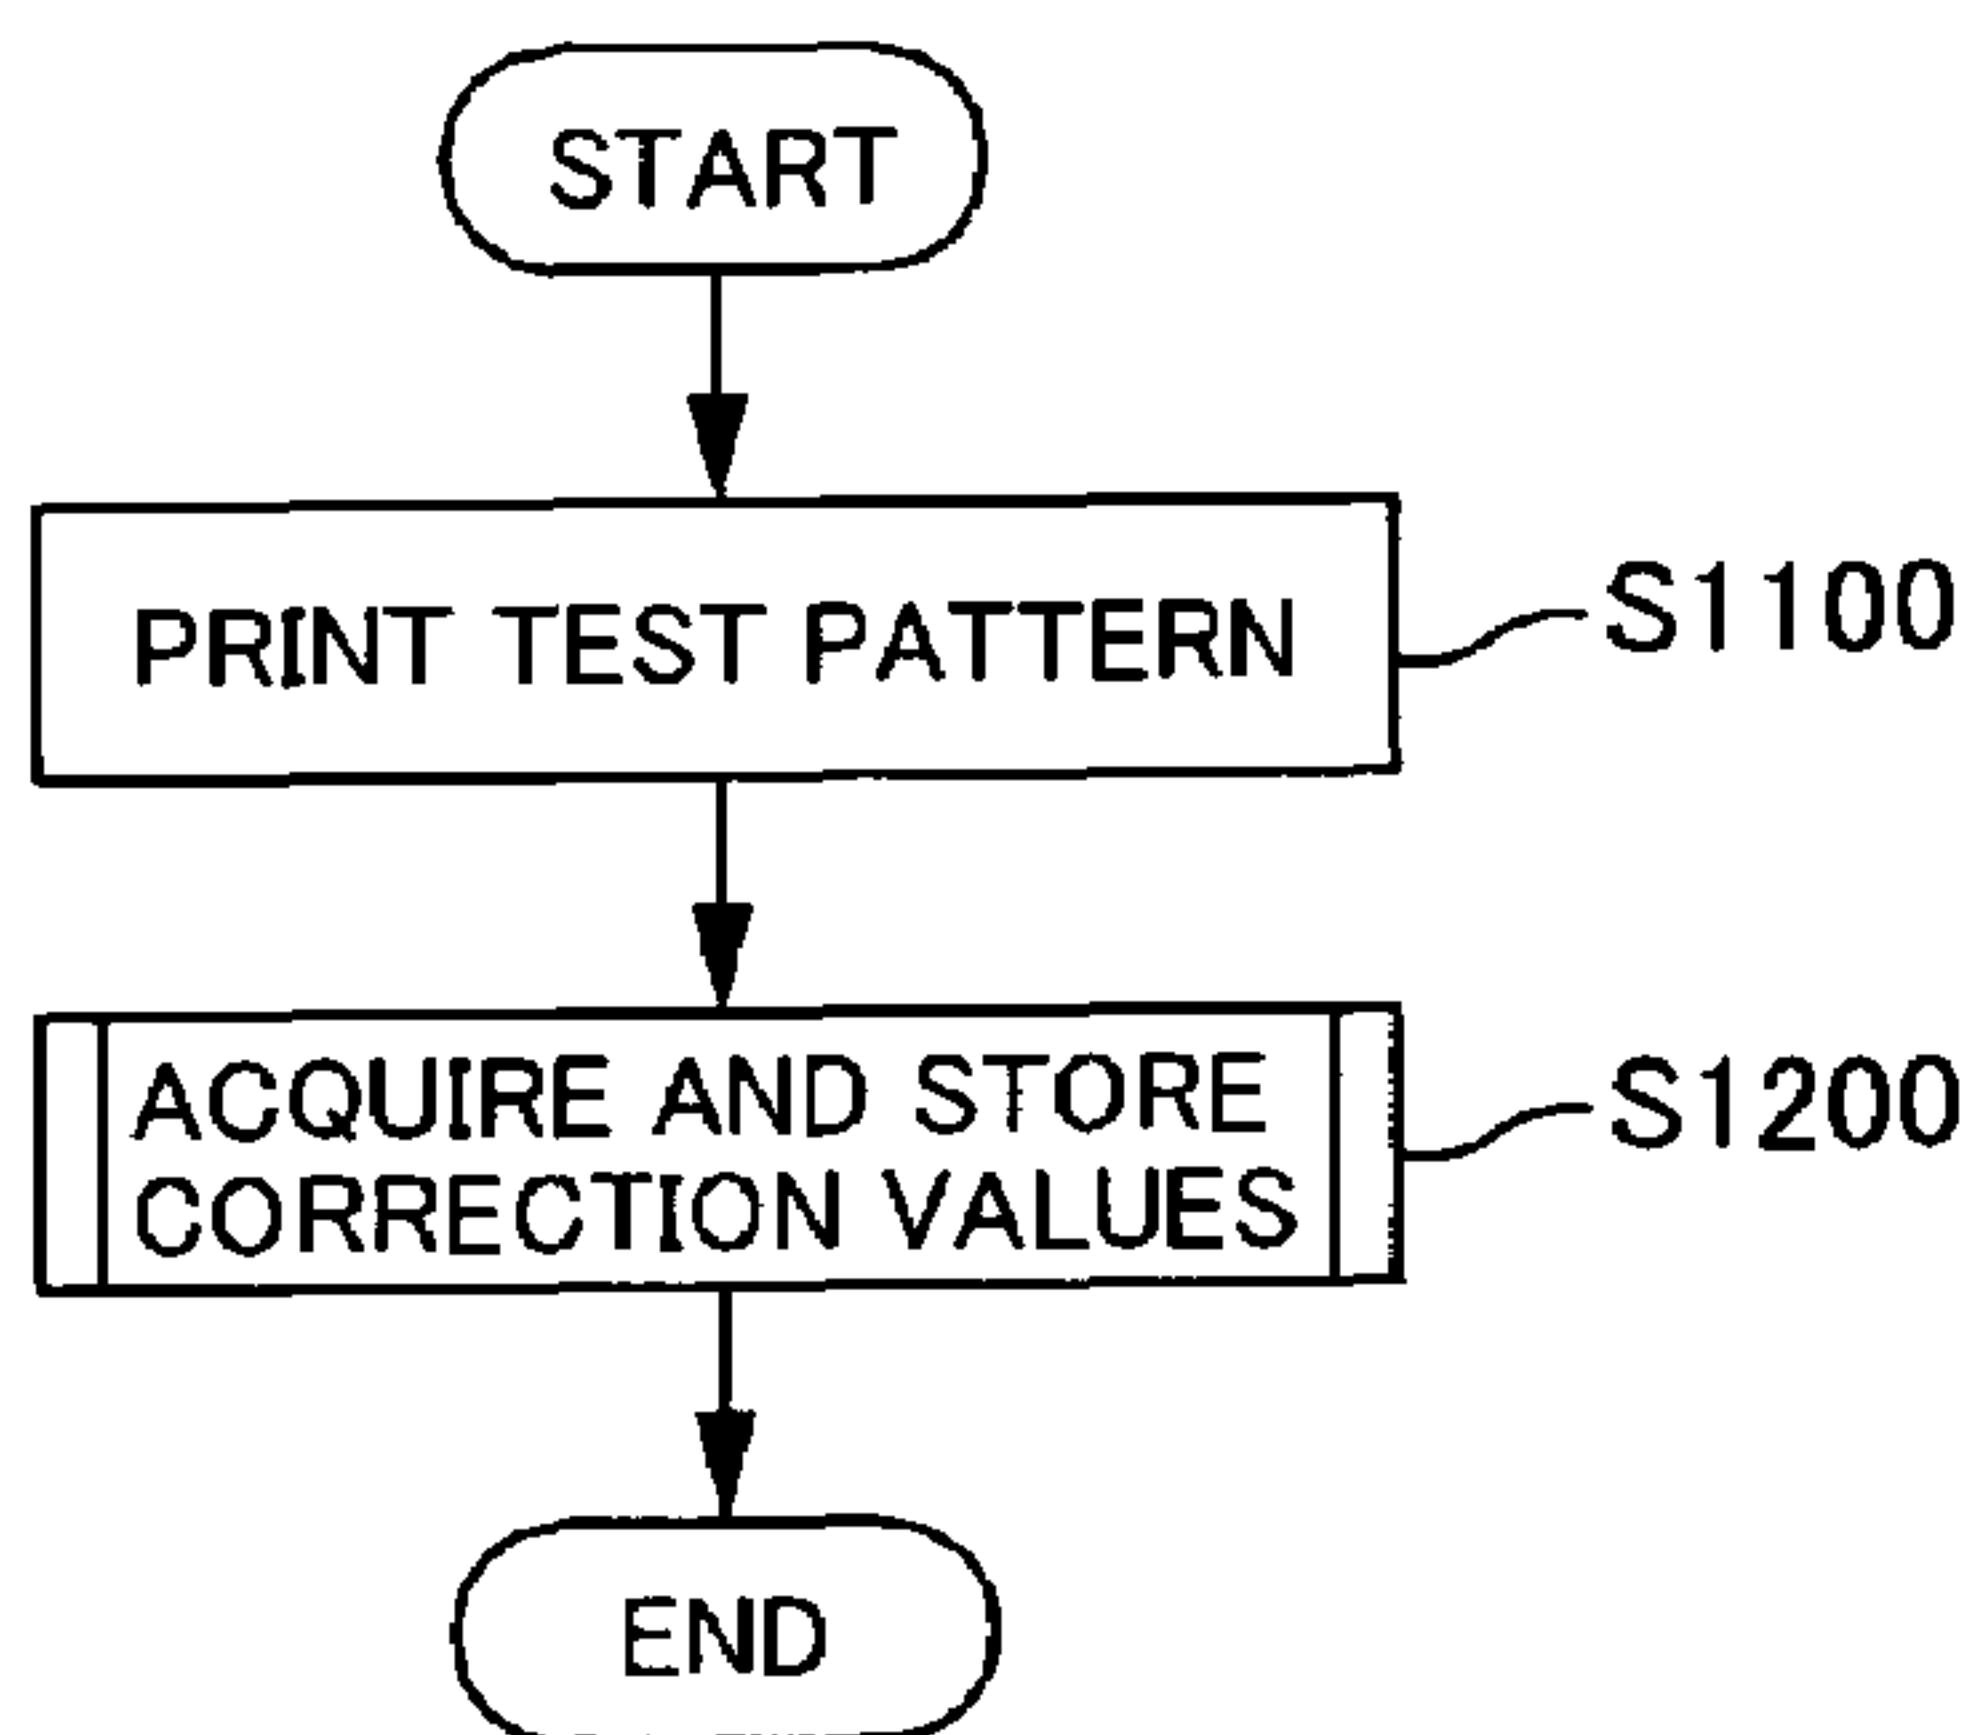 START
PRINT TEST PATTERN
S1100
ACQUIRE AND STORE
CORRECTION VALUES
S1200
END